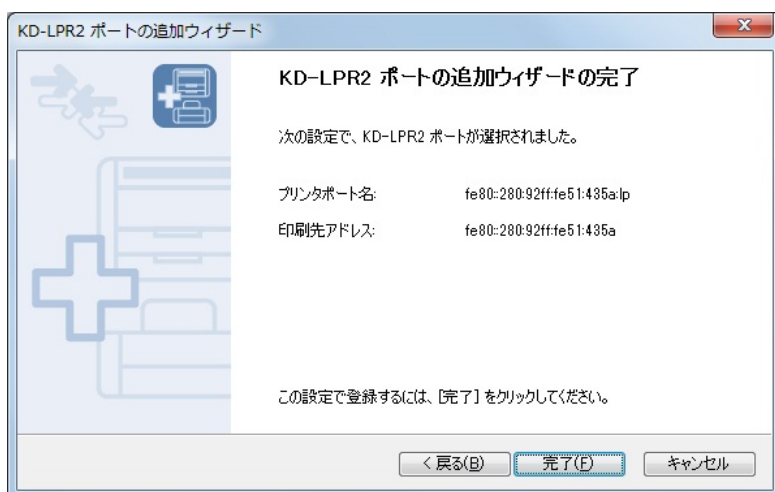 KD-LPR2 ポートの追加ウィザード
KD-LPR2 ポートの追加ウィザードの完了
次の設定で、KD-LPR2 ポートが選択されました。
プリンタポート名: fe80::280:92ff:fe51:435a:lp
印刷先アドレス: fe80::280:92ff:fe51:435a
この設定で登録するには、[完了] をクリックしてください。
< 戻る(B) 完了(F) キャンセル